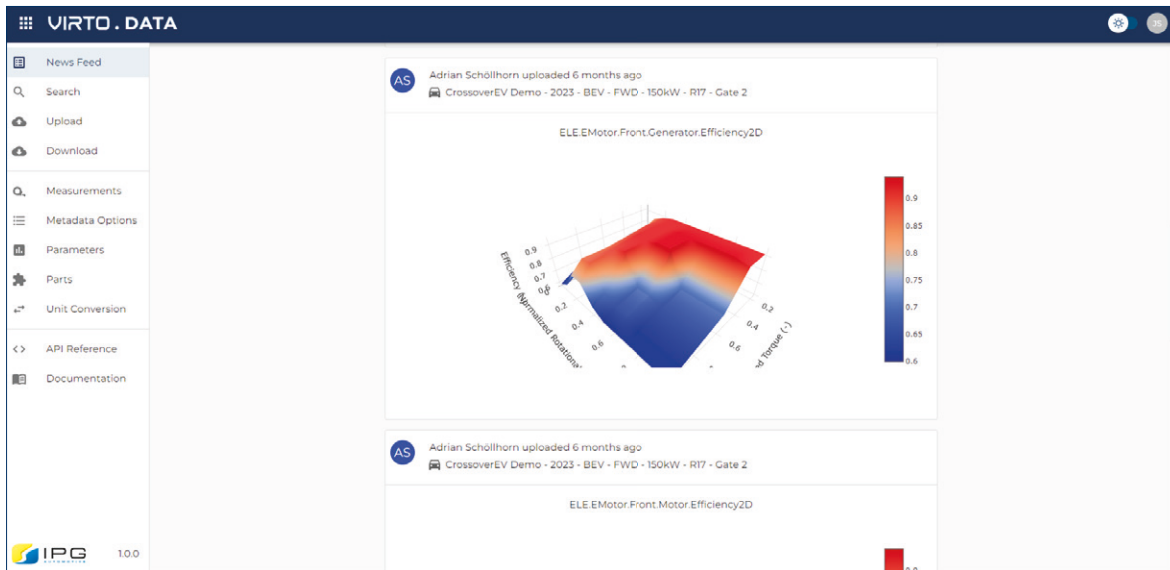 VIRTO.DATA
JS
News Feed
Search
Upload
Download
Measurements
Metadata Options
Parameters
Parts
Unit Conversion
API Reference
Documentation
IPG
AUTOMOTIVE
1.0.0
AS
Adrian Schöllhorn uploaded 6 months ago
CrossoverEV Demo - 2023 - BEV - FWD - 150kW - R17 - Gate 2
ELE.EMotor.Front.Generator.Efficiency2D
0.9
0.8
0.7
0.6
Efficiency
0
0.2
0.4
0.6
Normalized Rotational
0.2
0.4
0.6
Torque (-)
0.9
0.85
0.8
0.75
0.7
0.65
0.6
AS
Adrian Schöllhorn uploaded 6 months ago
CrossoverEV Demo - 2023 - BEV - FWD - 150kW - R17 - Gate 2
ELE.EMotor.Front.Motor.Efficiency2D